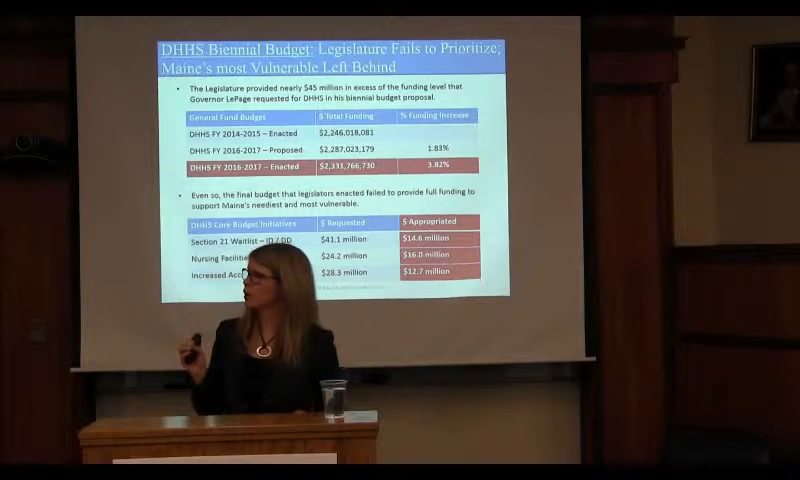 DHHS Biennial Budget: Legislature Fails to Prioritize;
Maine's most Vulnerable Left Behind
• The Legislature provided nearly $45 million in excess of the funding level that
Governor LePage requested for DHHS in his biennial budget proposal.
General Fund Budget $ Total Funding % Funding Increase
DHHS FY 2014-2015 – Enacted $2,246,018,081
DHHS FY 2016-2017 – Proposed $2,287,023,179 1.83%
DHHS FY 2016-2017 – Enacted $2,331,766,730 3.82%
• Even so, the final budget that legislators enacted failed to provide full funding to
support Maine's neediest and most vulnerable.
DHHS Core Budget Initiatives $ Requested $ Appropriated
Section 21 Waitlist – ID / DD $41.1 million $14.6 million
Nursing Facilitie $24.2 million $16.0 million
Increased Acc $28.3 million $12.7 million